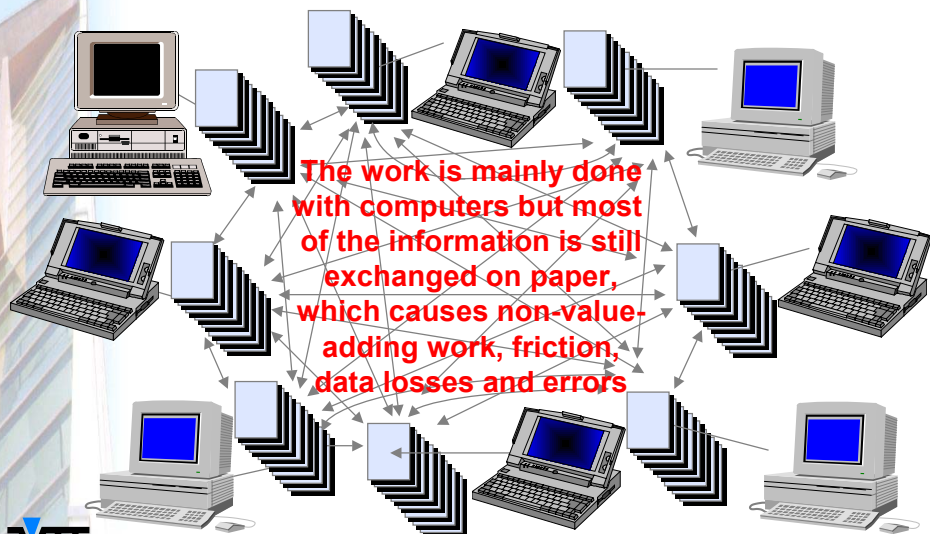 The work is mainly done
with computers but most
of the information is still
exchanged on paper,
which causes non-value-
adding work, friction,
data losses and errors